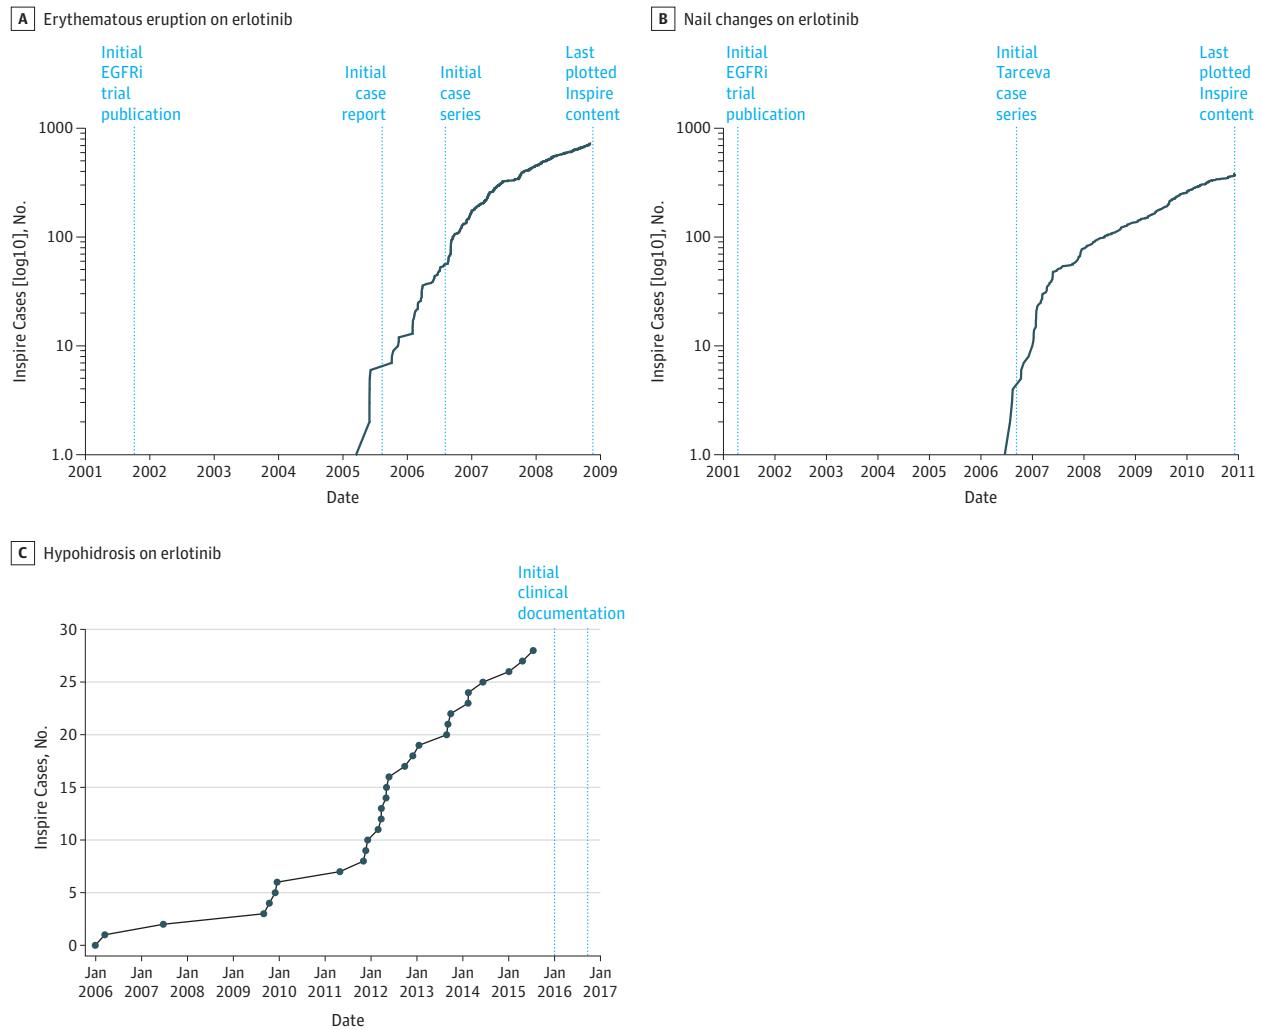 A Erythematous eruption on erlotinib
Initial
EGFRi
trial
publication
Initial
case
report
Initial
case
series
Last
plotted
Inspire
content
1000
100
10
1.0
Inspire Cases [log10], No.
2001 2002 2003 2004 2005 2006 2007 2008 2009
Date
B Nail changes on erlotinib
Initial
EGFRi
trial
publication
Initial
Tarceva
case
series
Last
plotted
Inspire
content
1000
100
10
1.0
Inspire Cases [log10], No.
2001 2002 2003 2004 2005 2006 2007 2008 2009 2010 2011
Date
C Hypohidrosis on erlotinib
Initial
clinical
documentation
30
25
20
15
10
5
0
Inspire Cases, No.
Jan Jan Jan Jan Jan Jan Jan Jan Jan Jan Jan Jan
2006 2007 2008 2009 2010 2011 2012 2013 2014 2015 2016 2017
Date